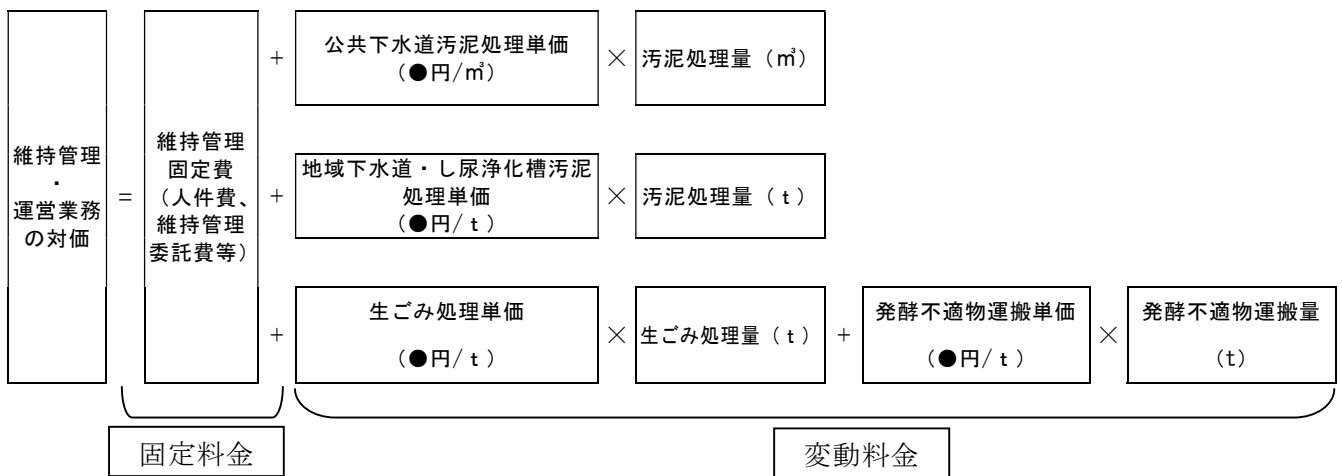 維持管理
・
運営業務
の対価
=
維持管理
固定費
（人件費、
維持管理
委託費等）
+
公共下水道汚泥処理単価
（●円/㎥）
×
汚泥処理量（㎥）
+
地域下水道・し尿浄化槽汚泥
処理単価
（●円/ｔ）
×
汚泥処理量（ｔ）
+
生ごみ処理単価
（●円/ｔ）
×
生ごみ処理量（ｔ）
+
発酵不適物運搬単価
（●円/ｔ）
×
発酵不適物運搬量
(t)
固定料金
変動料金